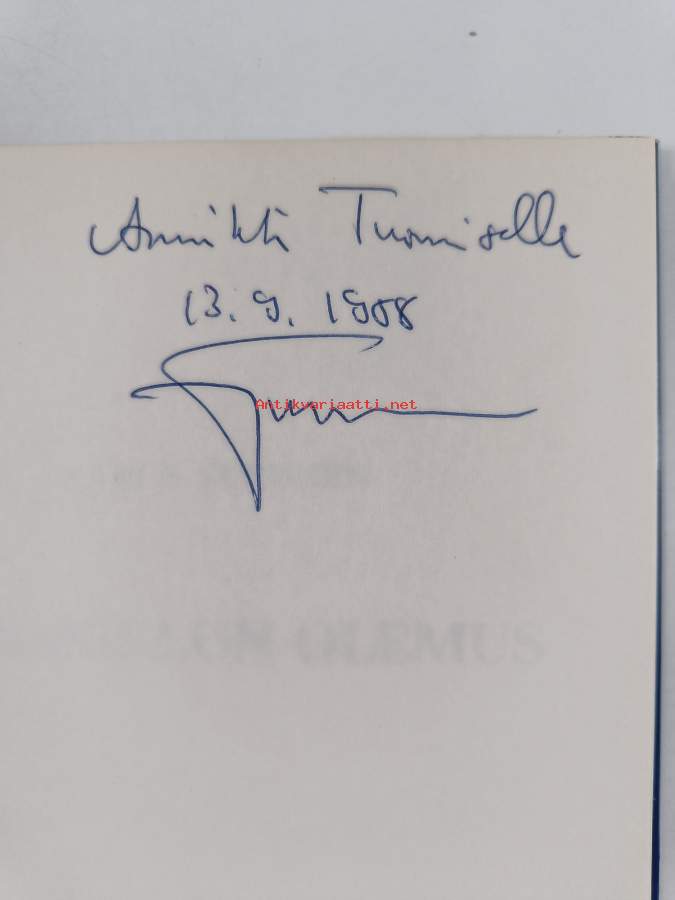 Annikki Tuomiselle
13. 9. 1988
Antikvariaatti.net
OLEMUS